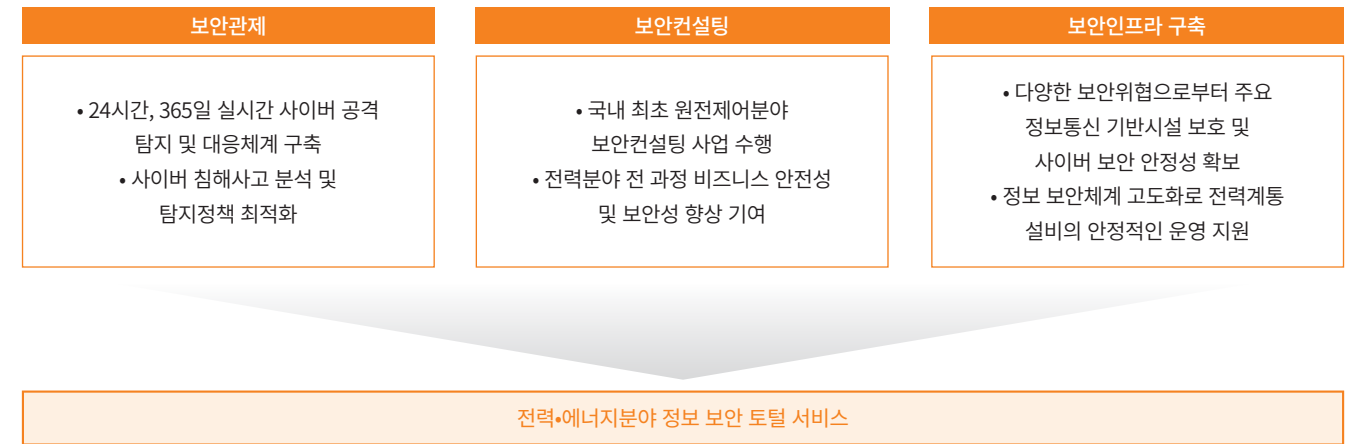 보안관제
• 24시간, 365일 실시간 사이버 공격
탐지 및 대응체계 구축
• 사이버 침해사고 분석 및
탐지정책 최적화
보안컨설팅
• 국내 최초 원전제어분야
보안컨설팅 사업 수행
• 전력분야 전 과정 비즈니스 안전성
및 보안성 향상 기여
보안인프라 구축
• 다양한 보안위협으로부터 주요
정보통신 기반시설 보호 및
사이버 보안 안정성 확보
• 정보 보안체계 고도화로 전력계통
설비의 안정적인 운영 지원
전력•에너지분야 정보 보안 토털 서비스